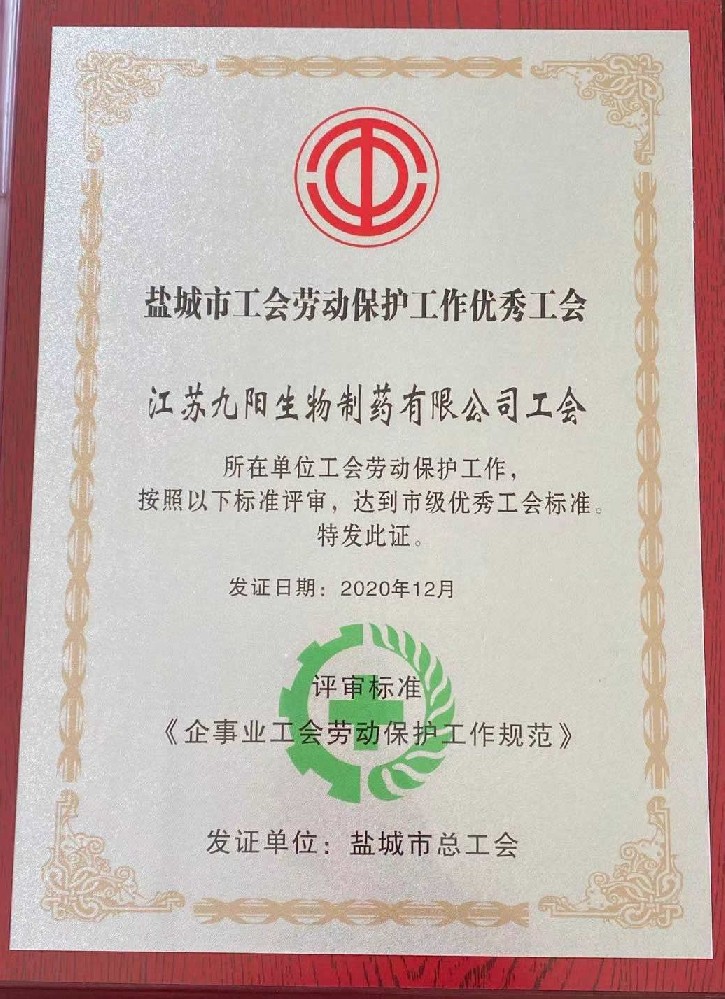 盐城市工会劳动保护工作优秀工会
江苏九阳生物制药有限公司工会
所在单位工会劳动保护工作，
按照以下标准评审，达到市级优秀工会标准。
特发此证。
发证日期：2020年12月
评审标准
《企事业工会劳动保护工作规范》
发证单位：盐城市总工会